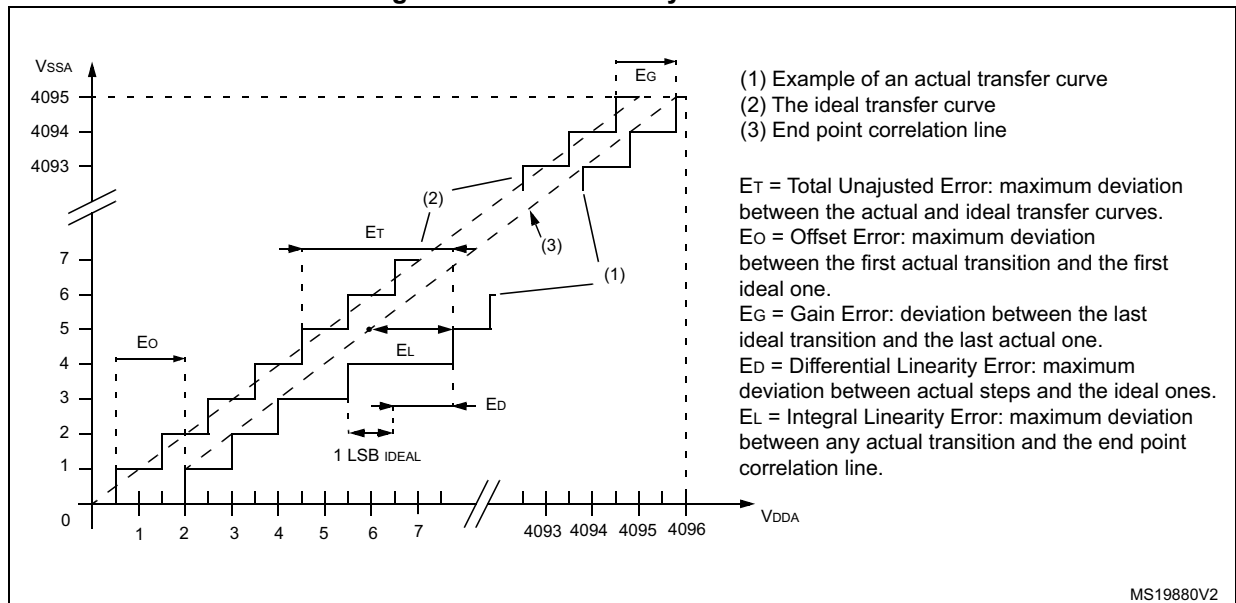 VSSA
EG
4095
4094
4093
(2)
ET
(3)
7
(1)
6
5
EO
EL
4
3
ED
2
1 LSB IDEAL
1
0
1 2 3 4 5 6 7 4093 4094 4095 4096
VDDA
(1) Example of an actual transfer curve
(2) The ideal transfer curve
(3) End point correlation line
ET = Total Unajusted Error: maximum deviation
between the actual and ideal transfer curves.
EO = Offset Error: maximum deviation
between the first actual transition and the first
ideal one.
EG = Gain Error: deviation between the last
ideal transition and the last actual one.
ED = Differential Linearity Error: maximum
deviation between actual steps and the ideal ones.
EL = Integral Linearity Error: maximum deviation
between any actual transition and the end point
correlation line.
MS19880V2